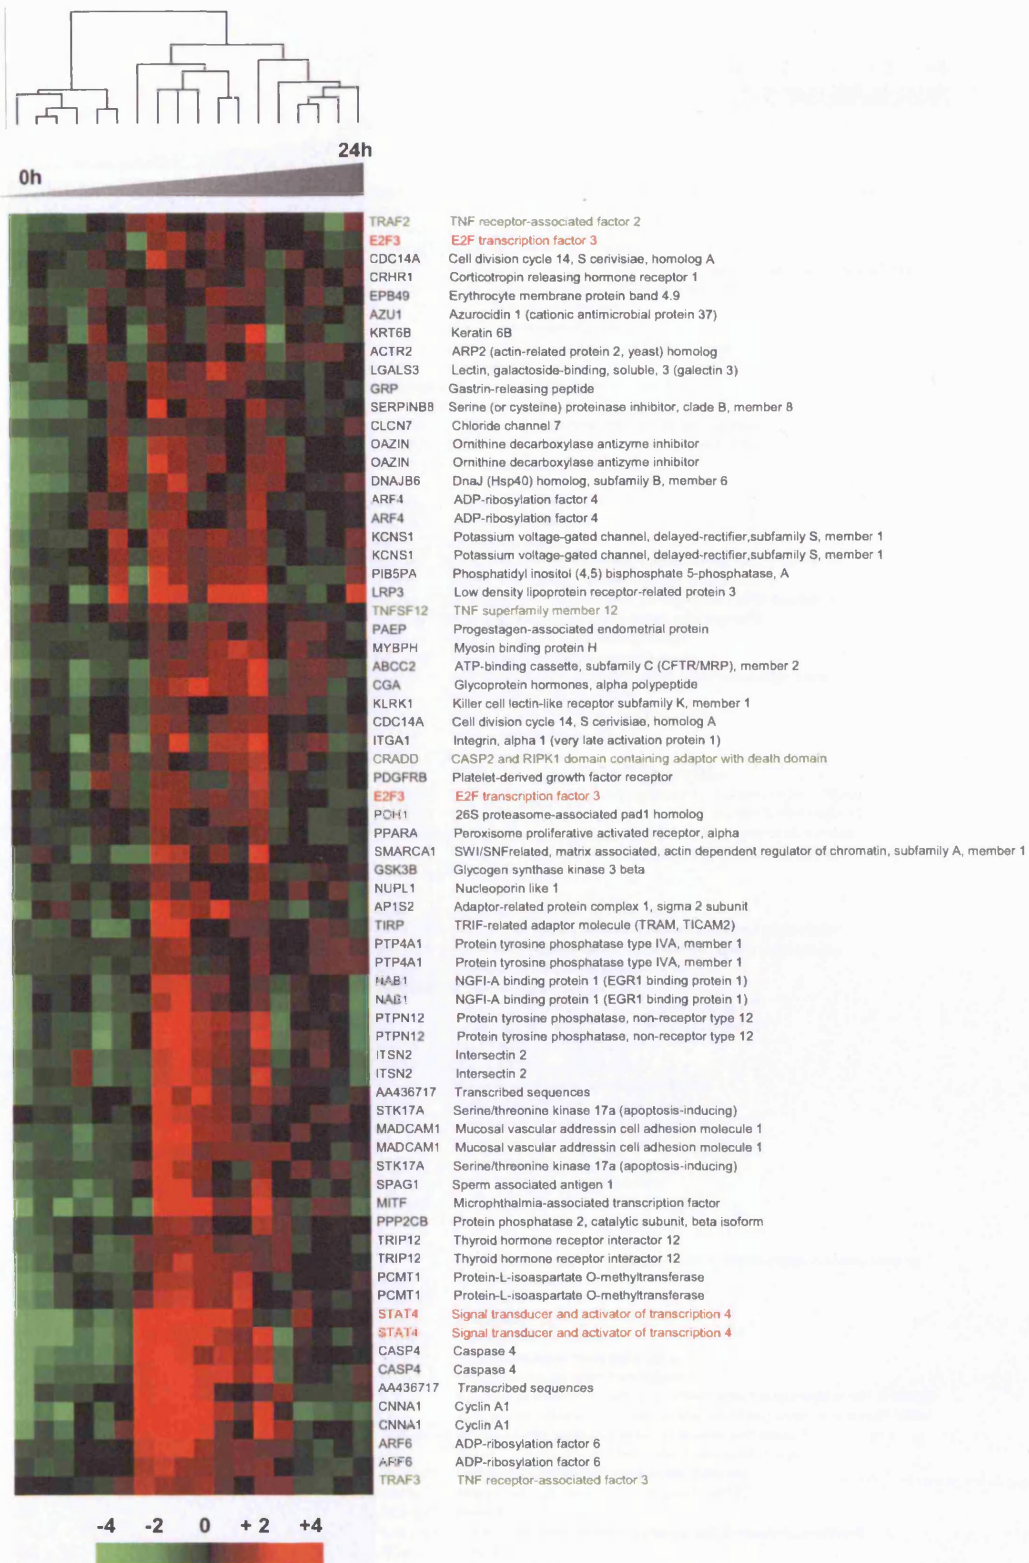 24h
0h
TRAF2 TNF receptor-associated factor 2
E2F3 E2F transcription factor 3
CDC14A Cell division cycle 14, S cerivisiae, homolog A
CRHR1 Corticotropin releasing hormone receptor 1
EPB49 Erythrocyte membrane protein band 4.9
AZU1 Azurocidin 1 (cationic antimicrobial protein 37)
KRT6B Keratin 6B
ACTR2 ARP2 (actin-related protein 2, yeast) homolog
LGALS3 Lectin, galactoside-binding, soluble, 3 (galectin 3)
GRP Gastrin-releasing peptide
SERPINB8 Serine (or cysteine) proteinase inhibitor, clade B, member 8
CLCN7 Chloride channel 7
OAZIN Ornithine decarboxylase antizyme inhibitor
OAZIN Ornithine decarboxylase antizyme inhibitor
DNAJB6 DnaJ (Hsp40) homolog, subfamily B, member 6
ARF4 ADP-ribosylation factor 4
ARF4 ADP-ribosylation factor 4
KCNS1 Potassium voltage-gated channel, delayed-rectifier,subfamily S, member 1
KCNS1 Potassium voltage-gated channel, delayed-rectifier,subfamily S, member 1
PIB5PA Phosphatidyl inositol (4,5) bisphosphate 5-phosphatase, A
LRP3 Low density lipoprotein receptor-related protein 3
TNFSF12 TNF superfamily member 12
PAEP Progestagen-associated endometrial protein
MYBPH Myosin binding protein H
ABCC2 ATP-binding cassette, subfamily C (CFTR/MRP), member 2
CGA Glycoprotein hormones, alpha polypeptide
KLRK1 Killer cell lectin-like receptor subfamily K, member 1
CDC14A Cell division cycle 14, S cerivisiae, homolog A
ITGA1 Integrin, alpha 1 (very late activation protein 1)
CRADD CASP2 and RIPK1 domain containing adaptor with death domain
PDGFRB Platelet-derived growth factor receptor
E2F3 E2F transcription factor 3
POH1 26S proteasome-associated pad1 homolog
PPARA Peroxisome proliferative activated receptor, alpha
SMARCA1 SWI/SNFrelated, matrix associated, actin dependent regulator of chromatin, subfamily A, member 1
GSK3B Glycogen synthase kinase 3 beta
NUPL1 Nucleoporin like 1
AP1S2 Adaptor-related protein complex 1, sigma 2 subunit
TIRP TRIF-related adaptor molecule (TRAM, TICAM2)
PTP4A1 Protein tyrosine phosphatase type IVA, member 1
PTP4A1 Protein tyrosine phosphatase type IVA, member 1
NAB1 NGFI-A binding protein 1 (EGR1 binding protein 1)
NAB1 NGFI-A binding protein 1 (EGR1 binding protein 1)
PTPN12 Protein tyrosine phosphatase, non-receptor type 12
PTPN12 Protein tyrosine phosphatase, non-receptor type 12
ITSN2 Intersectin 2
ITSN2 Intersectin 2
AA436717 Transcribed sequences
STK17A Serine/threonine kinase 17a (apoptosis-inducing)
MADCAM1 Mucosal vascular addressin cell adhesion molecule 1
MADCAM1 Mucosal vascular addressin cell adhesion molecule 1
STK17A Serine/threonine kinase 17a (apoptosis-inducing)
SPAG1 Sperm associated antigen 1
MITF Microphthalmia-associated transcription factor
PPP2CB Protein phosphatase 2, catalytic subunit, beta isoform
TRIP12 Thyroid hormone receptor interactor 12
TRIP12 Thyroid hormone receptor interactor 12
PCMT1 Protein-L-isoaspartate O-methyltransferase
PCMT1 Protein-L-isoaspartate O-methyltransferase
STAT4 Signal transducer and activator of transcription 4
STAT4 Signal transducer and activator of transcription 4
CASP4 Caspase 4
CASP4 Caspase 4
AA436717 Transcribed sequences
CNNA1 Cyclin A1
CNNA1 Cyclin A1
ARF6 ADP-ribosylation factor 6
ARF6 ADP-ribosylation factor 6
TRAF3 TNF receptor-associated factor 3
-4 -2 0 +2 +4